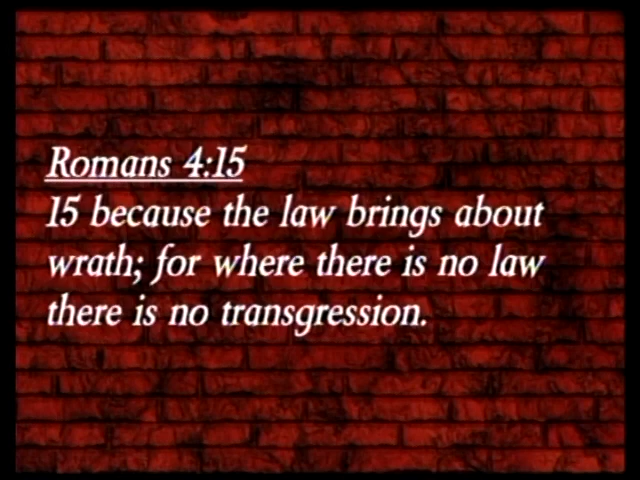 Romans 4:15
15 because the law brings about
wrath; for where there is no law
there is no transgression.